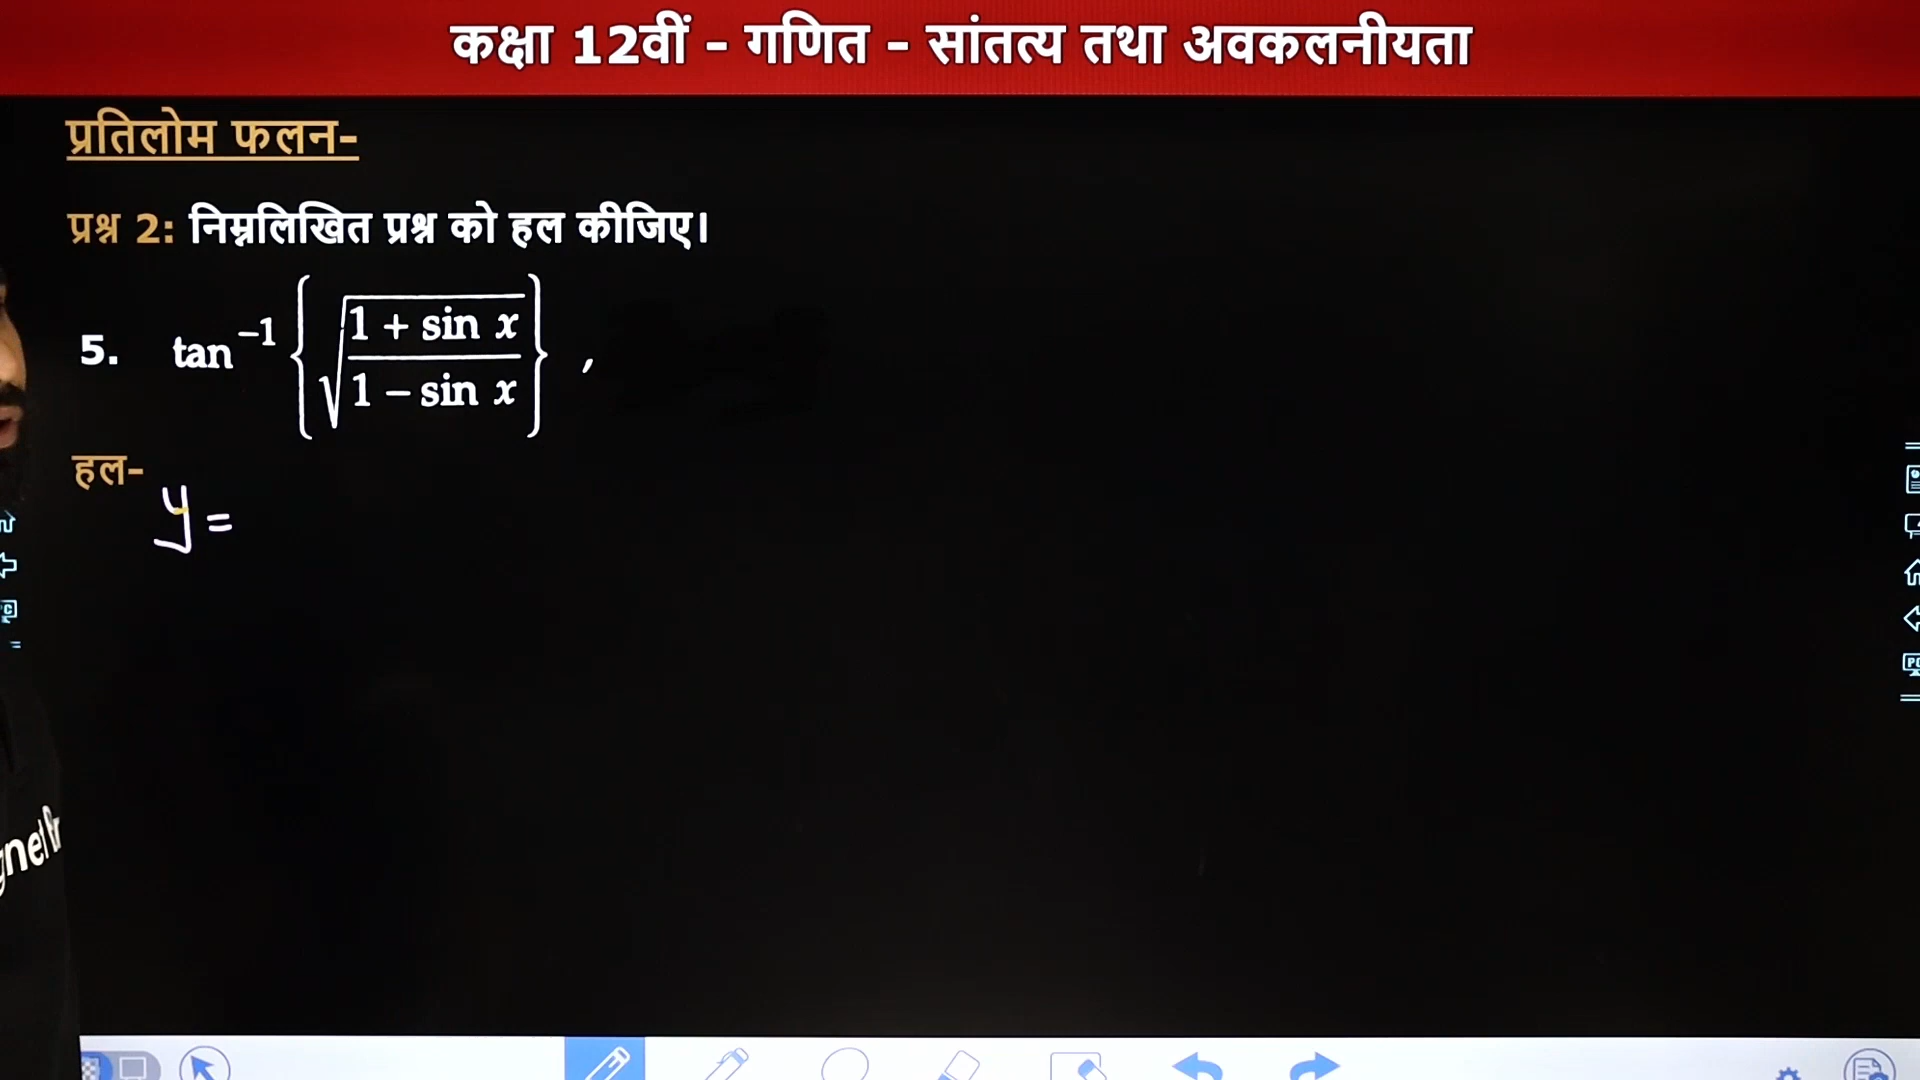 कक्षा 12वीं - गणित - सांतत्य तथा अवकलनीयता
प्रतिलोम फलन-
प्रश्न 2: निम्नलिखित प्रश्न को हल कीजिए।
5. tan⁻¹ {√((1 + sin x)/(1 − sin x))} ,
हल-
y =